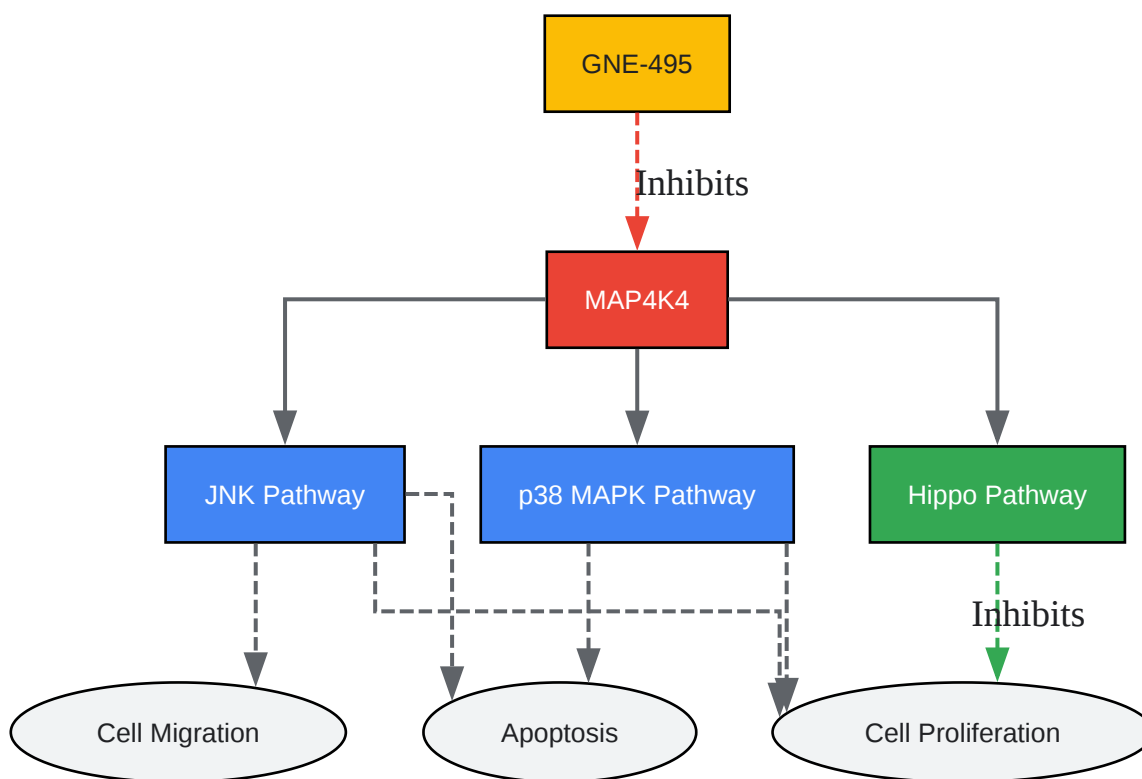 GNE-495
Inhibits
MAP4K4
JNK Pathway
p38 MAPK Pathway
Hippo Pathway
Inhibits
Cell Migration
Apoptosis
Cell Proliferation